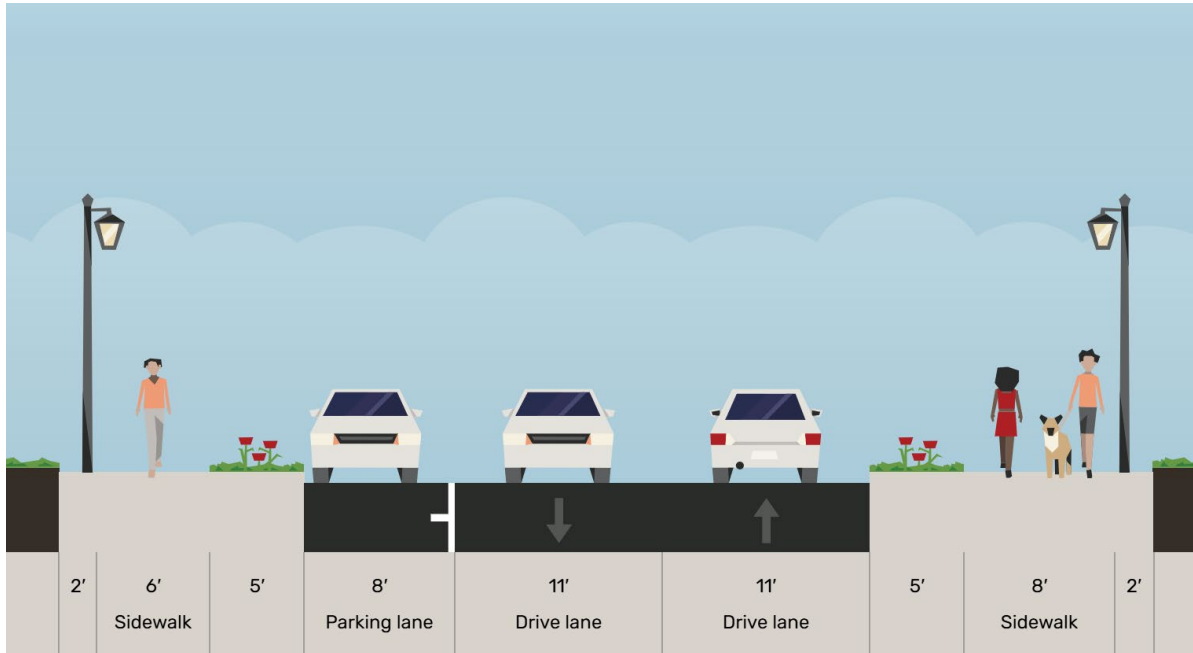 2′ 6′ 5′ 8′ 11′ 11′ 5′ 8′ 2′
Sidewalk Parking lane Drive lane Drive lane Sidewalk